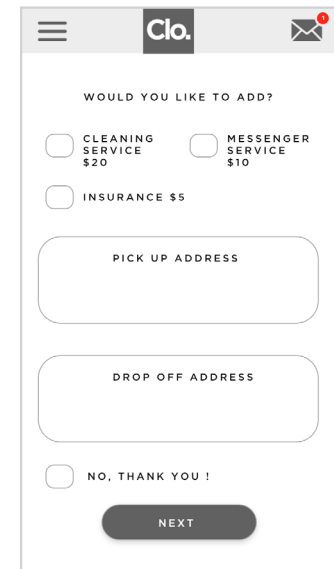 Clo.
1
WOULD YOU LIKE TO ADD?
CLEANING
SERVICE
$20
MESSENGER
SERVICE
$10
INSURANCE $5
PICK UP ADDRESS
DROP OFF ADDRESS
NO, THANK YOU !
NEXT